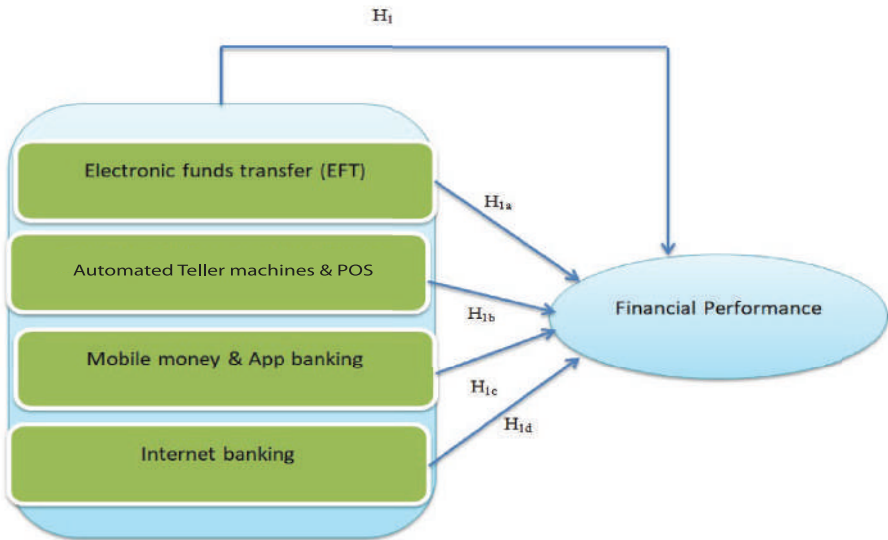 H1
Electronic funds transfer (EFT)
H1a
Automated Teller machines & POS
Financial Performance
H1b
Mobile money & App banking
H1c
H1d
Internet banking